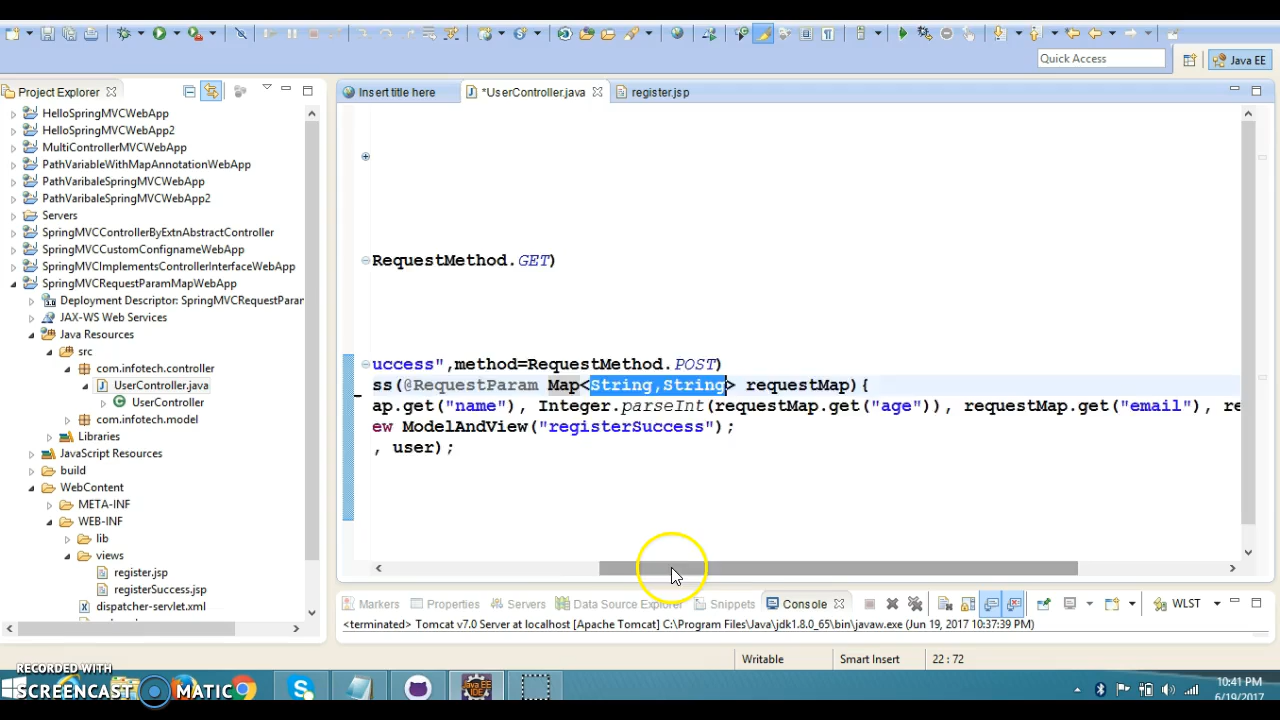 Quick Access
Java EE
Project Explorer
Insert title here
*UserController.java
register.jsp
HelloSpringMVCWebApp
HelloSpringMVCWebApp2
MultiControllerMVCWebApp
PathVariableWithMapAnnotationWebApp
PathVaribaleSpringMVCWebApp
PathVaribaleSpringMVCWebApp2
Servers
SpringMVCControllerByExtnAbstractController
SpringMVCCustomConfignameWebApp
SpringMVCImplementsControllerInterfaceWebApp
SpringMVCRequestParamMapWebApp
Deployment Descriptor: SpringMVCRequestParar
JAX-WS Web Services
Java Resources
src
com.infotech.controller
UserController.java
UserController
com.infotech.model
Libraries
JavaScript Resources
build
WebContent
META-INF
WEB-INF
lib
views
register.jsp
registerSuccess.jsp
dispatcher-servlet.xml
RequestMethod.GET)
uccess",method=RequestMethod.POST)
ss(@RequestParam Map<String,String> requestMap){
ap.get("name"), Integer.parseInt(requestMap.get("age")), requestMap.get("email"), re
ew ModelAndView("registerSuccess");
, user);
Markers
Properties
Servers
Data Source Explorer
Snippets
Console
WLST
<terminated> Tomcat v7.0 Server at localhost [Apache Tomcat] C:\Program Files\Java\jdk1.8.0_65\bin\javaw.exe (Jun 19, 2017 10:37:39 PM)
Writable
Smart Insert
22 : 72
RECORDED WITH
SCREENCAST MATIC
10:41 PM
6/19/2017